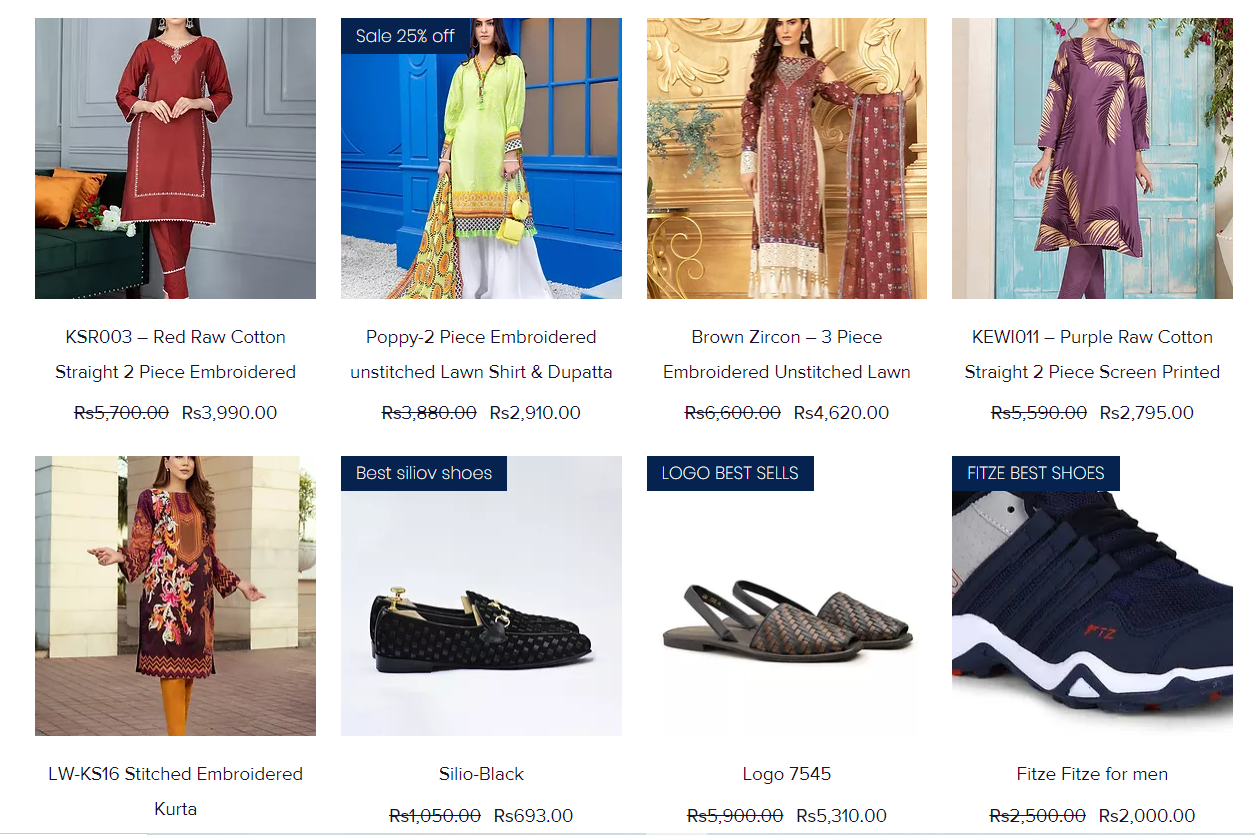 Sale 25% off
KSR003 – Red Raw Cotton
Straight 2 Piece Embroidered
Rs5,700.00 Rs3,990.00
Poppy-2 Piece Embroidered
unstitched Lawn Shirt & Dupatta
Rs3,880.00 Rs2,910.00
Brown Zircon – 3 Piece
Embroidered Unstitched Lawn
Rs6,600.00 Rs4,620.00
KEWI011 – Purple Raw Cotton
Straight 2 Piece Screen Printed
Rs5,590.00 Rs2,795.00
LW-KS16 Stitched Embroidered
Kurta
Best siliov shoes
Silio-Black
Rs1,050.00 Rs693.00
LOGO BEST SELLS
Logo 7545
Rs5,900.00 Rs5,310.00
FITZE BEST SHOES
Fitze Fitze for men
Rs2,500.00 Rs2,000.00